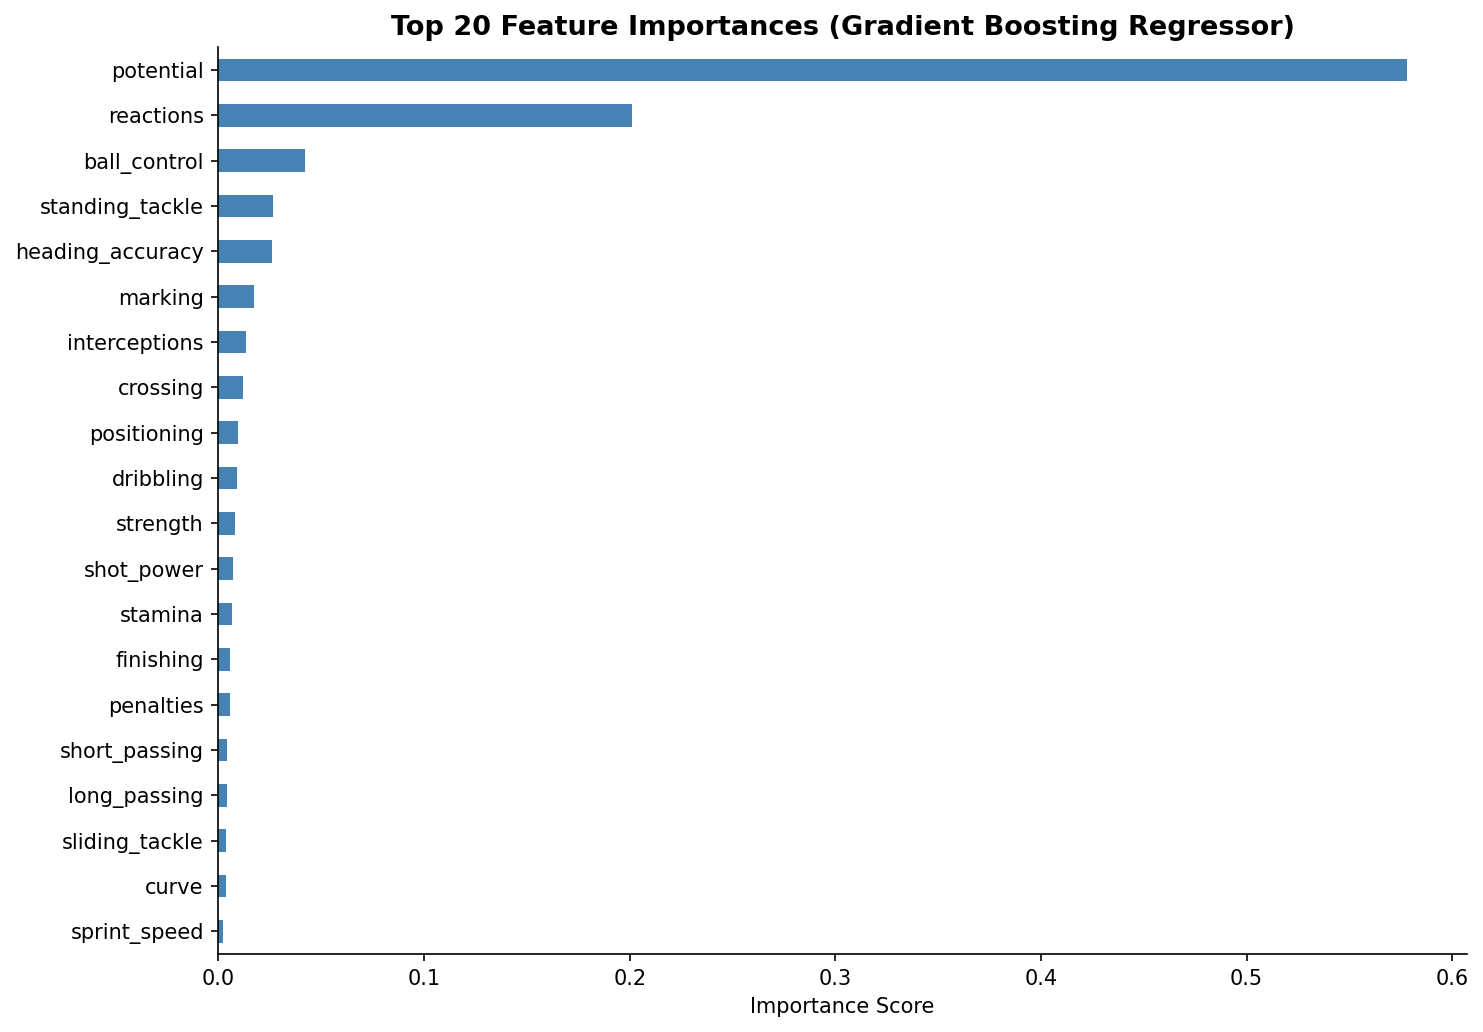 Top 20 Feature Importances (Gradient Boosting Regressor)
potential
reactions
ball_control
standing_tackle
heading_accuracy
marking
interceptions
crossing
positioning
dribbling
strength
shot_power
stamina
finishing
penalties
short_passing
long_passing
sliding_tackle
curve
sprint_speed
0.0 0.1 0.2 0.3 0.4 0.5 0.6
Importance Score